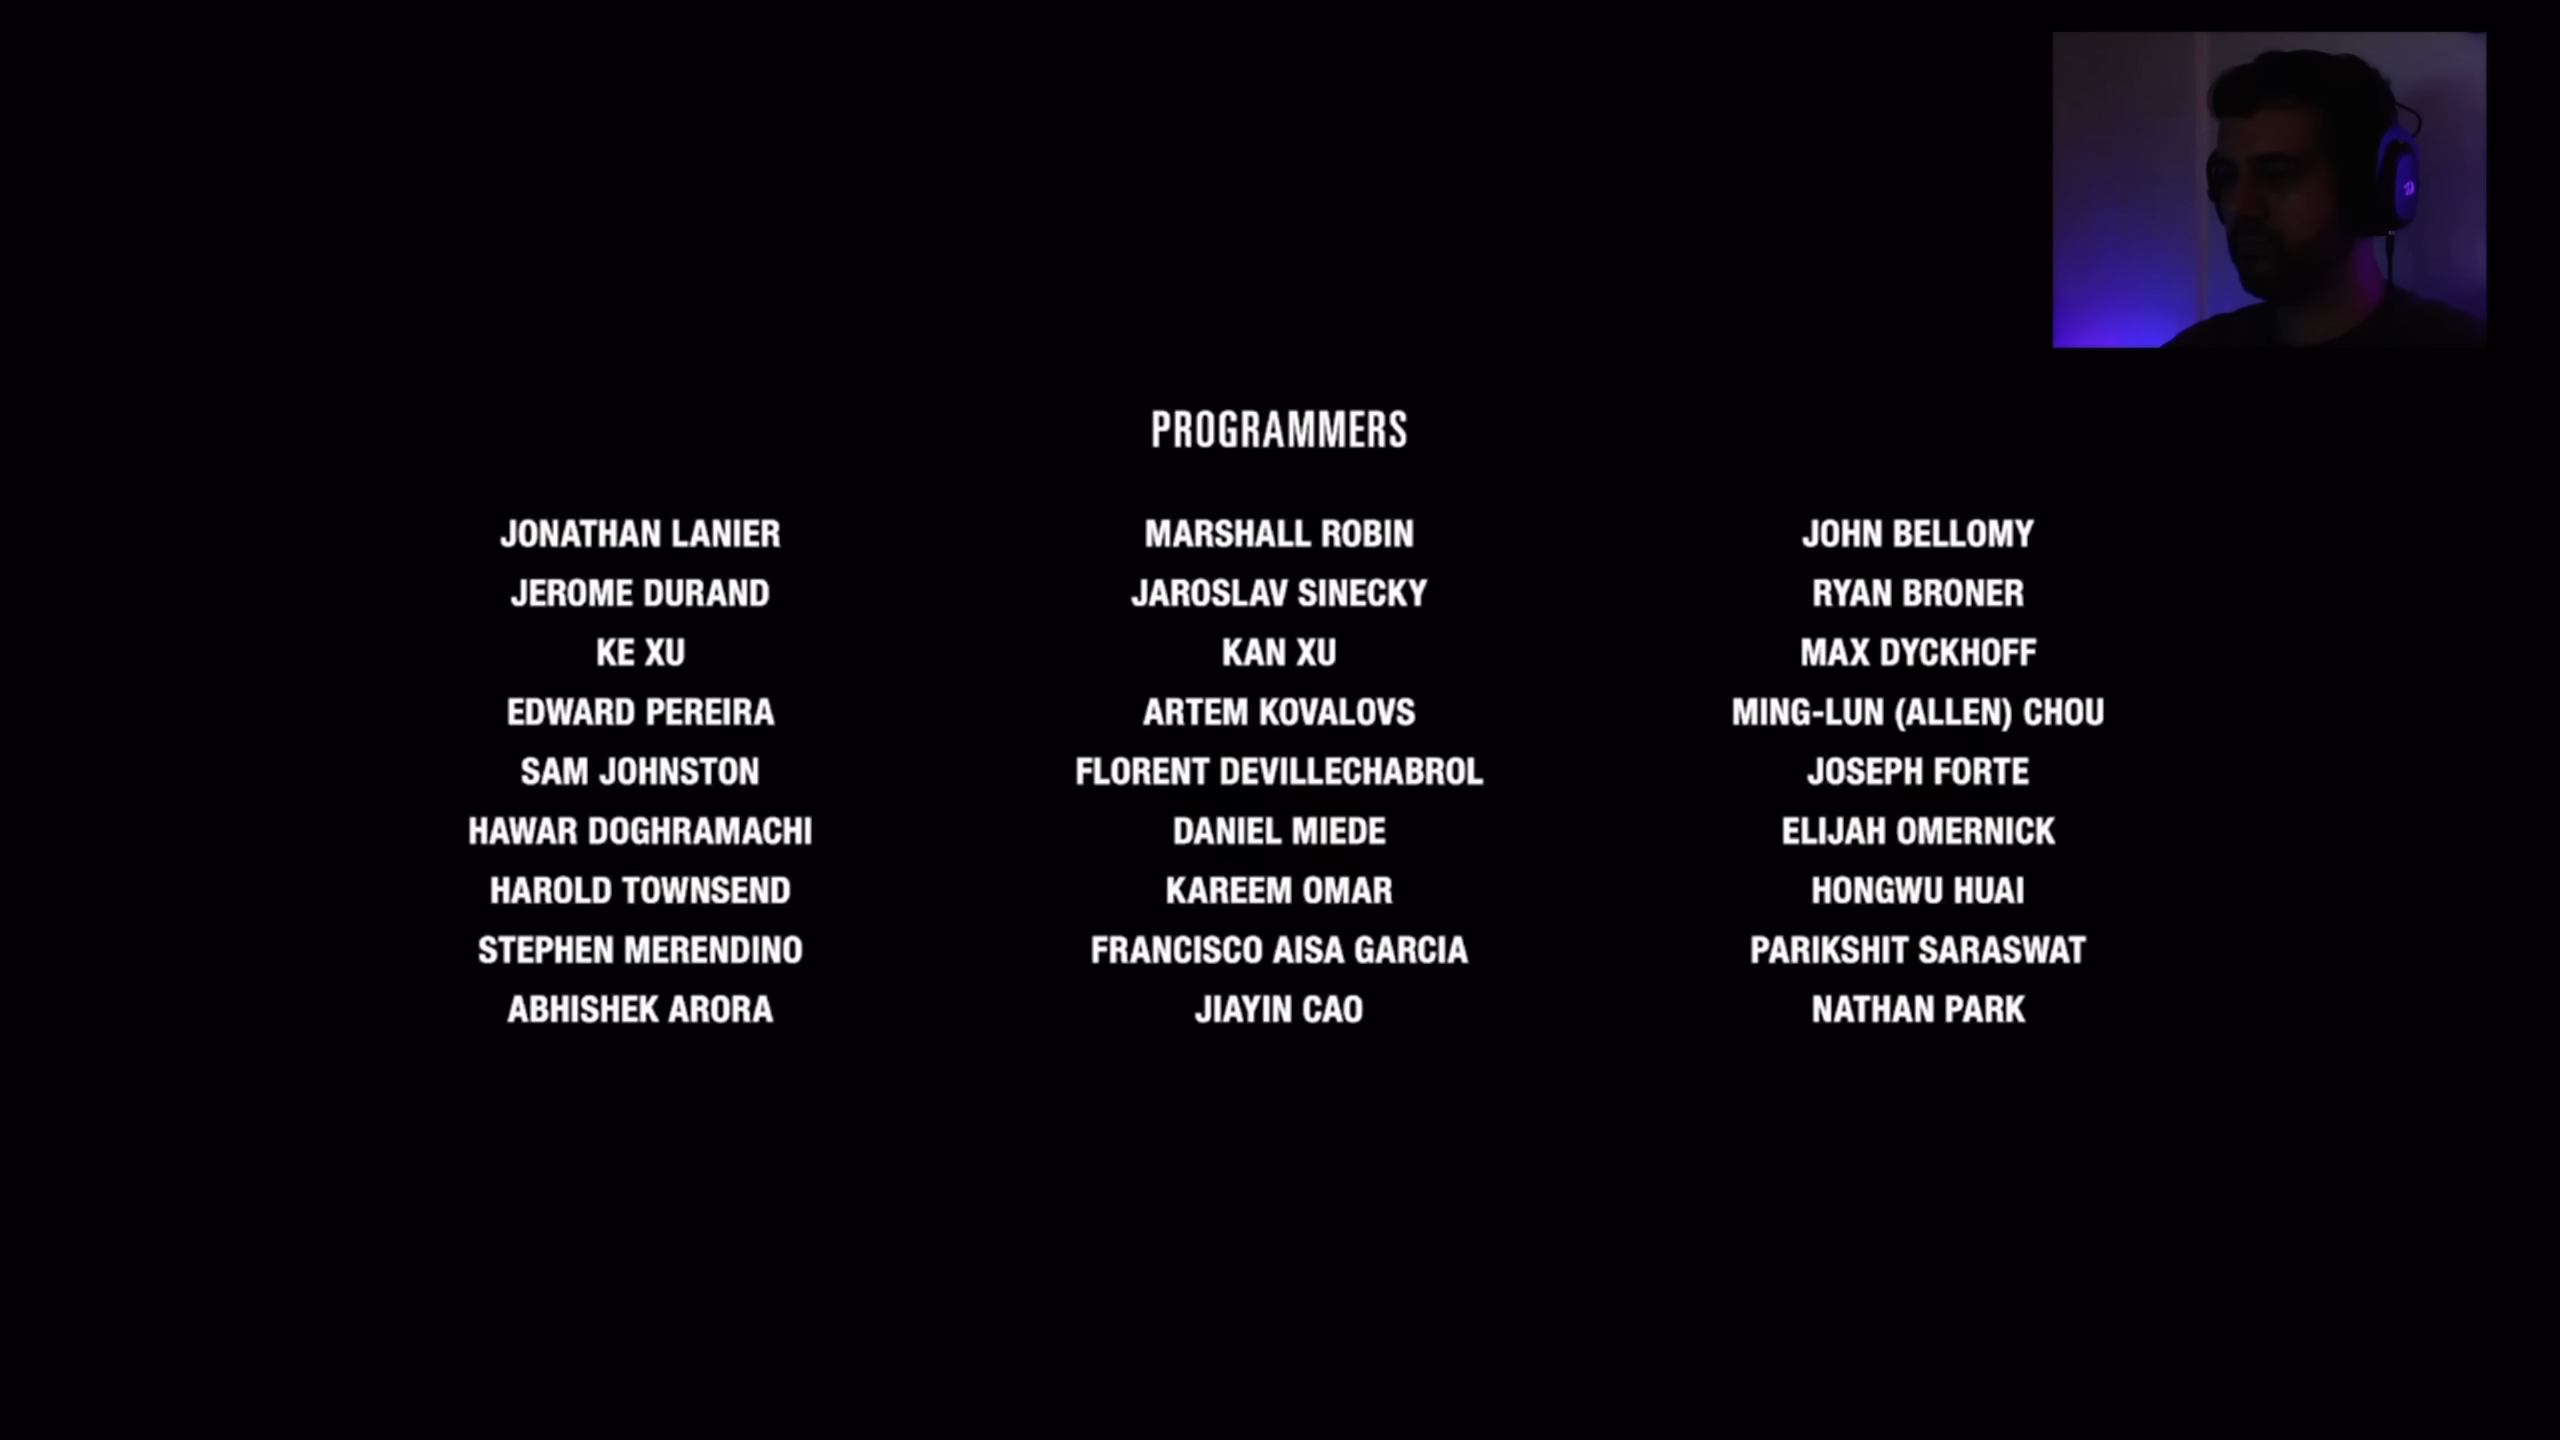 PROGRAMMERS
JONATHAN LANIER MARSHALL ROBIN JOHN BELLOMY
JEROME DURAND JAROSLAV SINECKY RYAN BRONER
KE XU KAN XU MAX DYCKHOFF
EDWARD PEREIRA ARTEM KOVALOVS MING-LUN (ALLEN) CHOU
SAM JOHNSTON FLORENT DEVILLECHABROL JOSEPH FORTE
HAWAR DOGHRAMACHI DANIEL MIEDE ELIJAH OMERNICK
HAROLD TOWNSEND KAREEM OMAR HONGWU HUAI
STEPHEN MERENDINO FRANCISCO AISA GARCIA PARIKSHIT SARASWAT
ABHISHEK ARORA JIAYIN CAO NATHAN PARK